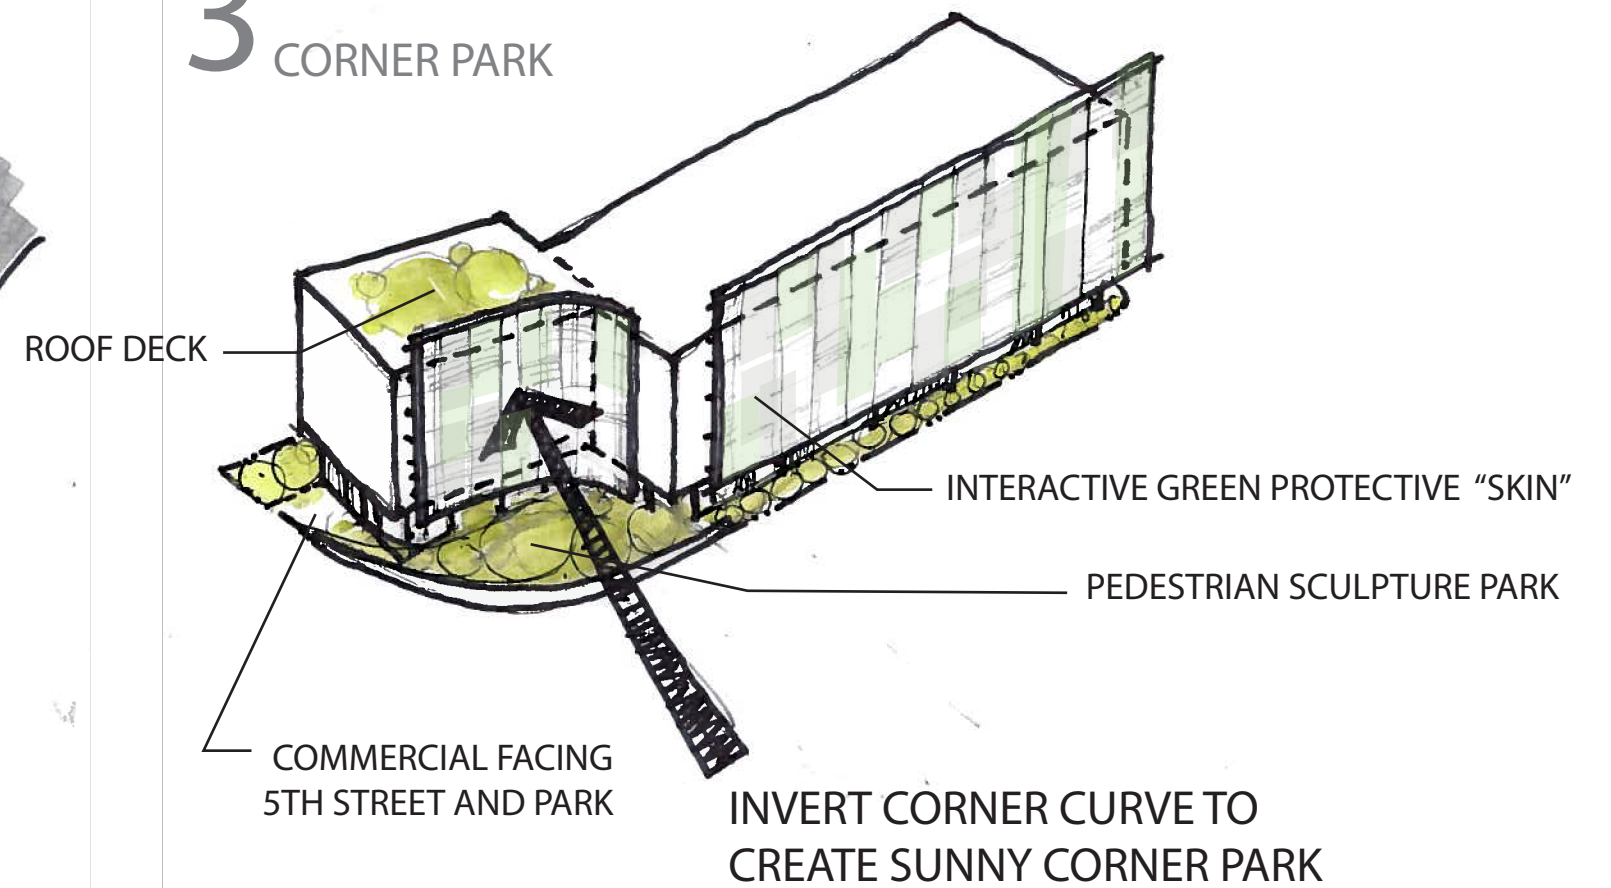 3 CORNER PARK
ROOF DECK
INTERACTIVE GREEN PROTECTIVE “SKIN”
PEDESTRIAN SCULPTURE PARK
COMMERCIAL FACING
5TH STREET AND PARK
INVERT CORNER CURVE TO
CREATE SUNNY CORNER PARK